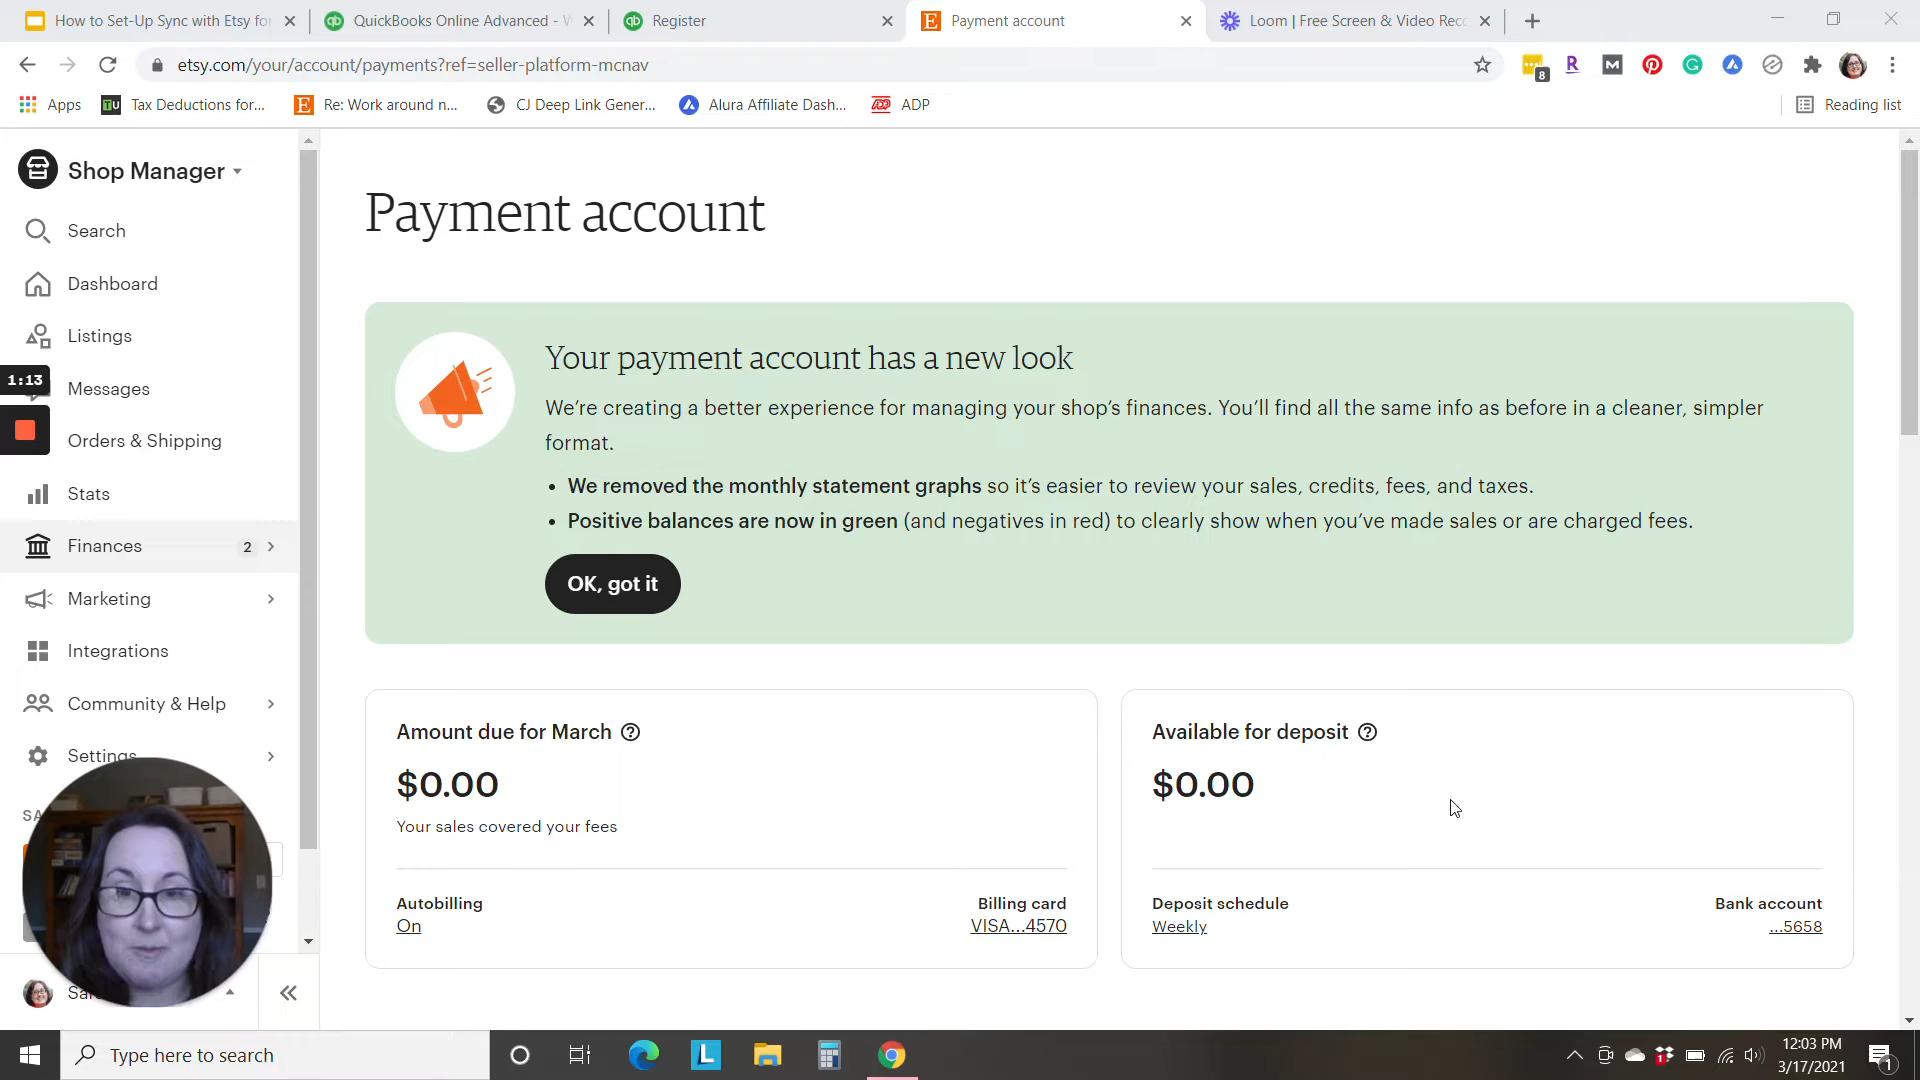 How to Set-Up Sync with Etsy fo
QuickBooks Online Advanced -
Register
Payment account
Loom | Free Screen & Video Rec
etsy.com/your/account/payments?ref=seller-platform-mcnav
8
R
M
Apps
TU
Tax Deductions for...
E
Re: Work around n...
CJ Deep Link Gener...
Alura Affiliate Dash...
ADP
Reading list
Shop Manager
Search
Dashboard
Listings
1:13
Messages
Orders & Shipping
Stats
Finances 2
Marketing
Integrations
Community & Help
Settings
SA
Sar
Payment account
Your payment account has a new look
We're creating a better experience for managing your shop's finances. You'll find all the same info as before in a cleaner, simpler
format.
• We removed the monthly statement graphs so it's easier to review your sales, credits, fees, and taxes.
• Positive balances are now in green (and negatives in red) to clearly show when you've made sales or are charged fees.
OK, got it
Amount due for March ?
$0.00
Your sales covered your fees
Autobilling
On
Billing card
VISA...4570
Available for deposit ?
$0.00
Deposit schedule
Weekly
Bank account
...5658
Type here to search
L
1
12:03 PM
3/17/2021
1